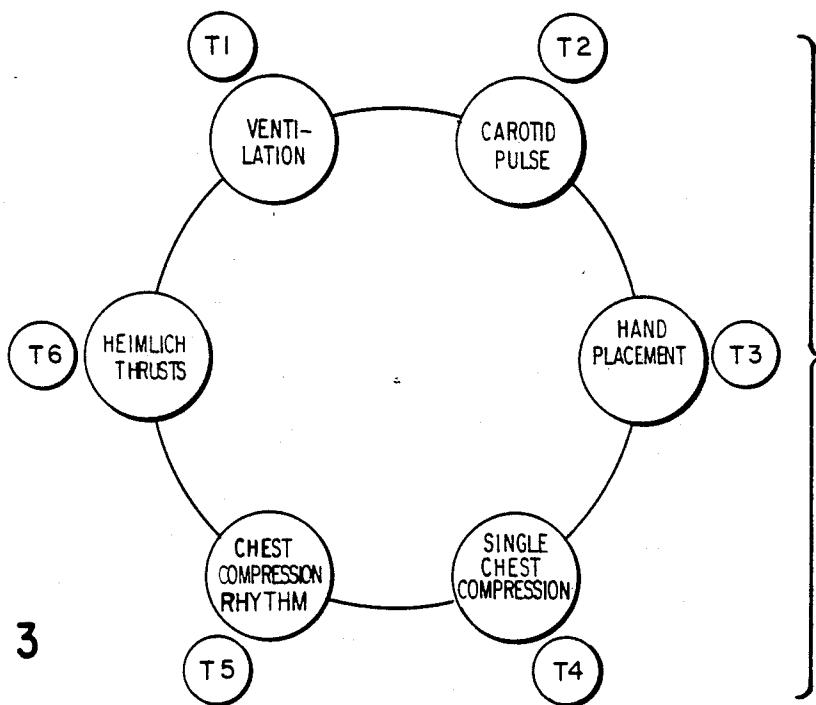 T1
T2
VENTI-
LATION
CAROTID
PULSE
HEIMLICH
THRUSTS
T6
HAND
PLACEMENT
T3
CHEST
COMPRESSION
RHYTHM
SINGLE
CHEST
COMPRESSION
T5
T4
3